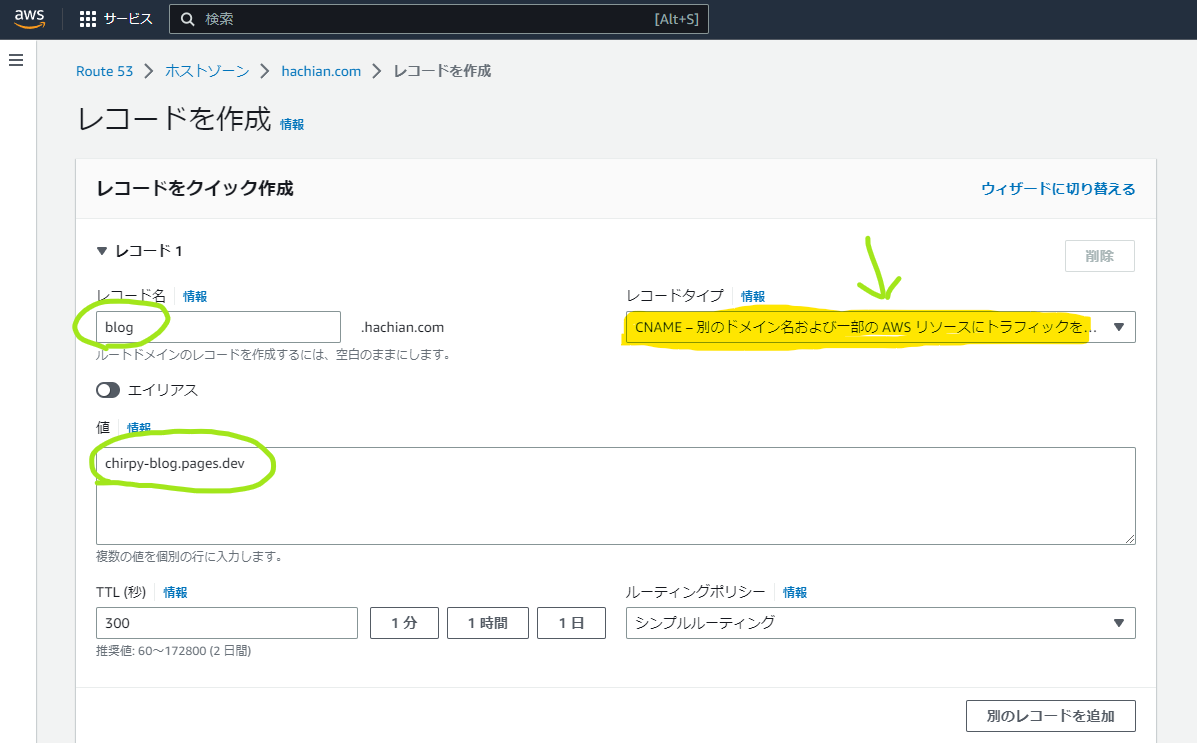 aws サービス 検索 [Alt+S]
Route 53 ホストゾーン hachian.com レコードを作成
レコードを作成 情報
レコードをクイック作成 ウィザードに切り替える
レコード 1 削除
レコード名 情報 レコードタイプ 情報
blog .hachian.com CNAME – 別のドメイン名および一部の AWS リソースにトラフィックを…
ルートドメインのレコードを作成するには、空白のままにします。
エイリアス
値 情報
chirpy-blog.pages.dev
複数の値を個別の行に入力します。
TTL (秒) 情報 ルーティングポリシー 情報
300 1 分 1 時間 1 日 シンプルルーティング
推奨値: 60～172800 (2 日間)
別のレコードを追加